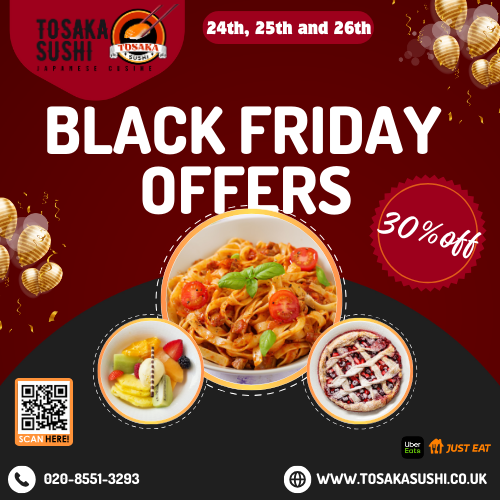 TOSAKA
SUSHI
JAPANESE CUSINE
TOSAKA
SUSHI
24th, 25th and 26th
BLACK FRIDAY
OFFERS
30%off
SCAN HERE!
Uber
Eats
JUST EAT
020-8551-3293
WWW.TOSAKASUSHI.CO.UK